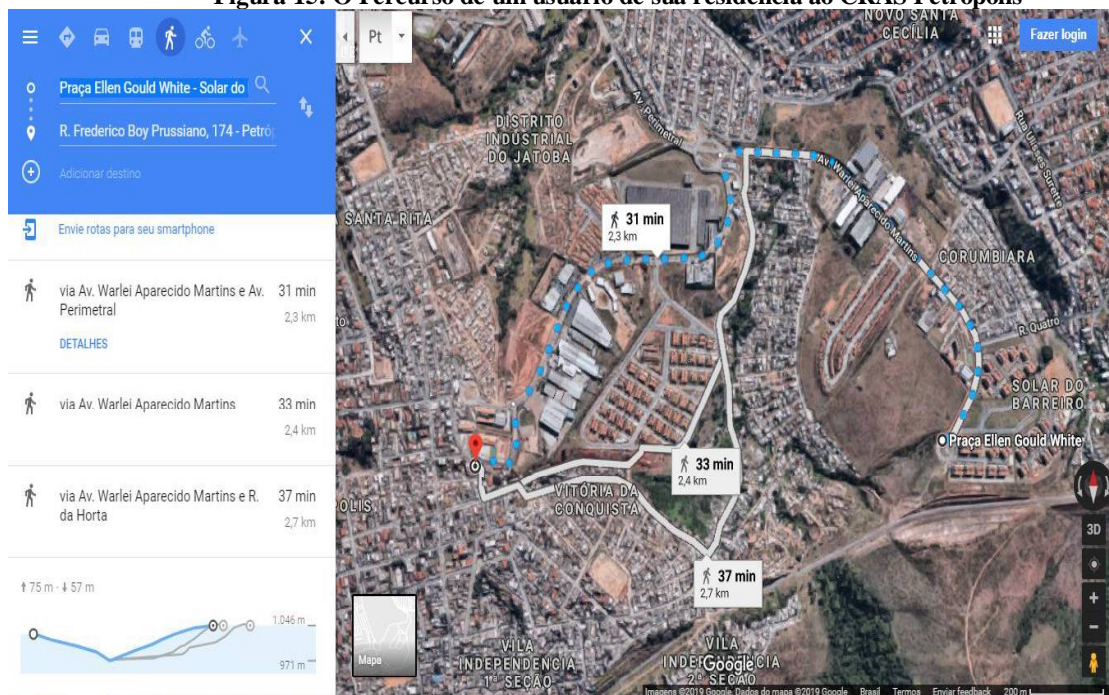 Figura 15: O Percurso de um usuário de sua residência ao CRAS Petrópolis
Praça Ellen Gould White - Solar do
R. Frederico Boy Prussiano, 174 - Petró
Adicionar destino
Envie rotas para seu smartphone
via Av. Warlei Aparecido Martins e Av. 31 min
Perimetral 2,3 km
DETALHES
via Av. Warlei Aparecido Martins 33 min
2,4 km
via Av. Warlei Aparecido Martins e R. 37 min
da Horta 2,7 km
75 m · 57 m
1.046 m
971 m
Pt
NOVO SANTA
CECÍLIA
Fazer login
DISTRITO
INDUSTRIAL
DO JATOBA
Av. Perimetral
Rua Ulisses Surette
SANTA RITA
31 min
2,3 km
Av. Warlei Aparecido Martins
CORUMBIARA
R. Quatro
SOLAR DO
BARREIRO
Praça Ellen Gould White
33 min
2,4 km
VITÓRIA DA
CONQUISTA
OLIS
3D
37 min
2,7 km
Mapa
VILA
INDEPENDENCIA
1ª SEÇÃO
VILA
INDEPENDENCIA
2ª SEÇÃO
Google
Imagens ©2019 Google, Dados do mapa ©2019 Google Brasil Termos Enviar feedback 200 m